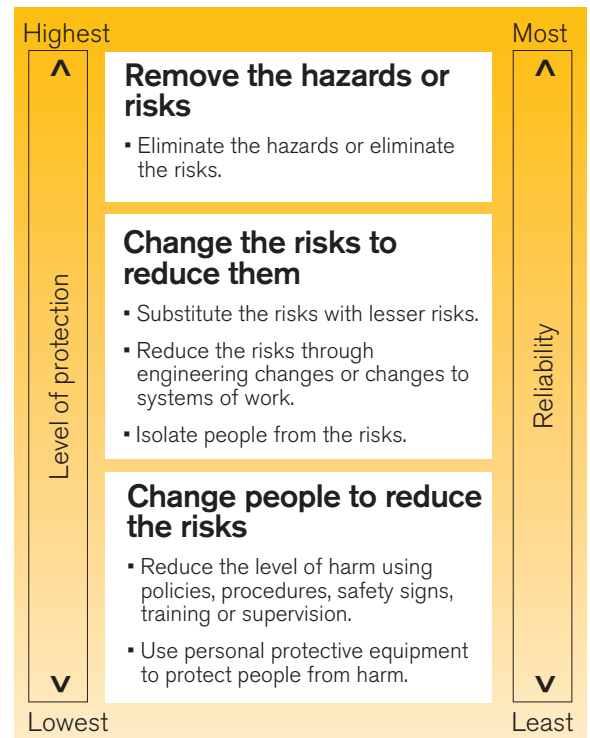 Highest
Most
Remove the hazards or
risks
▪ Eliminate the hazards or eliminate
the risks.
Change the risks to
reduce them
▪ Substitute the risks with lesser risks.
▪ Reduce the risks through
engineering changes or changes to
systems of work.
▪ Isolate people from the risks.
Level of protection
Reliability
Change people to reduce
the risks
▪ Reduce the level of harm using
policies, procedures, safety signs,
training or supervision.
▪ Use personal protective equipment
to protect people from harm.
Lowest
Least